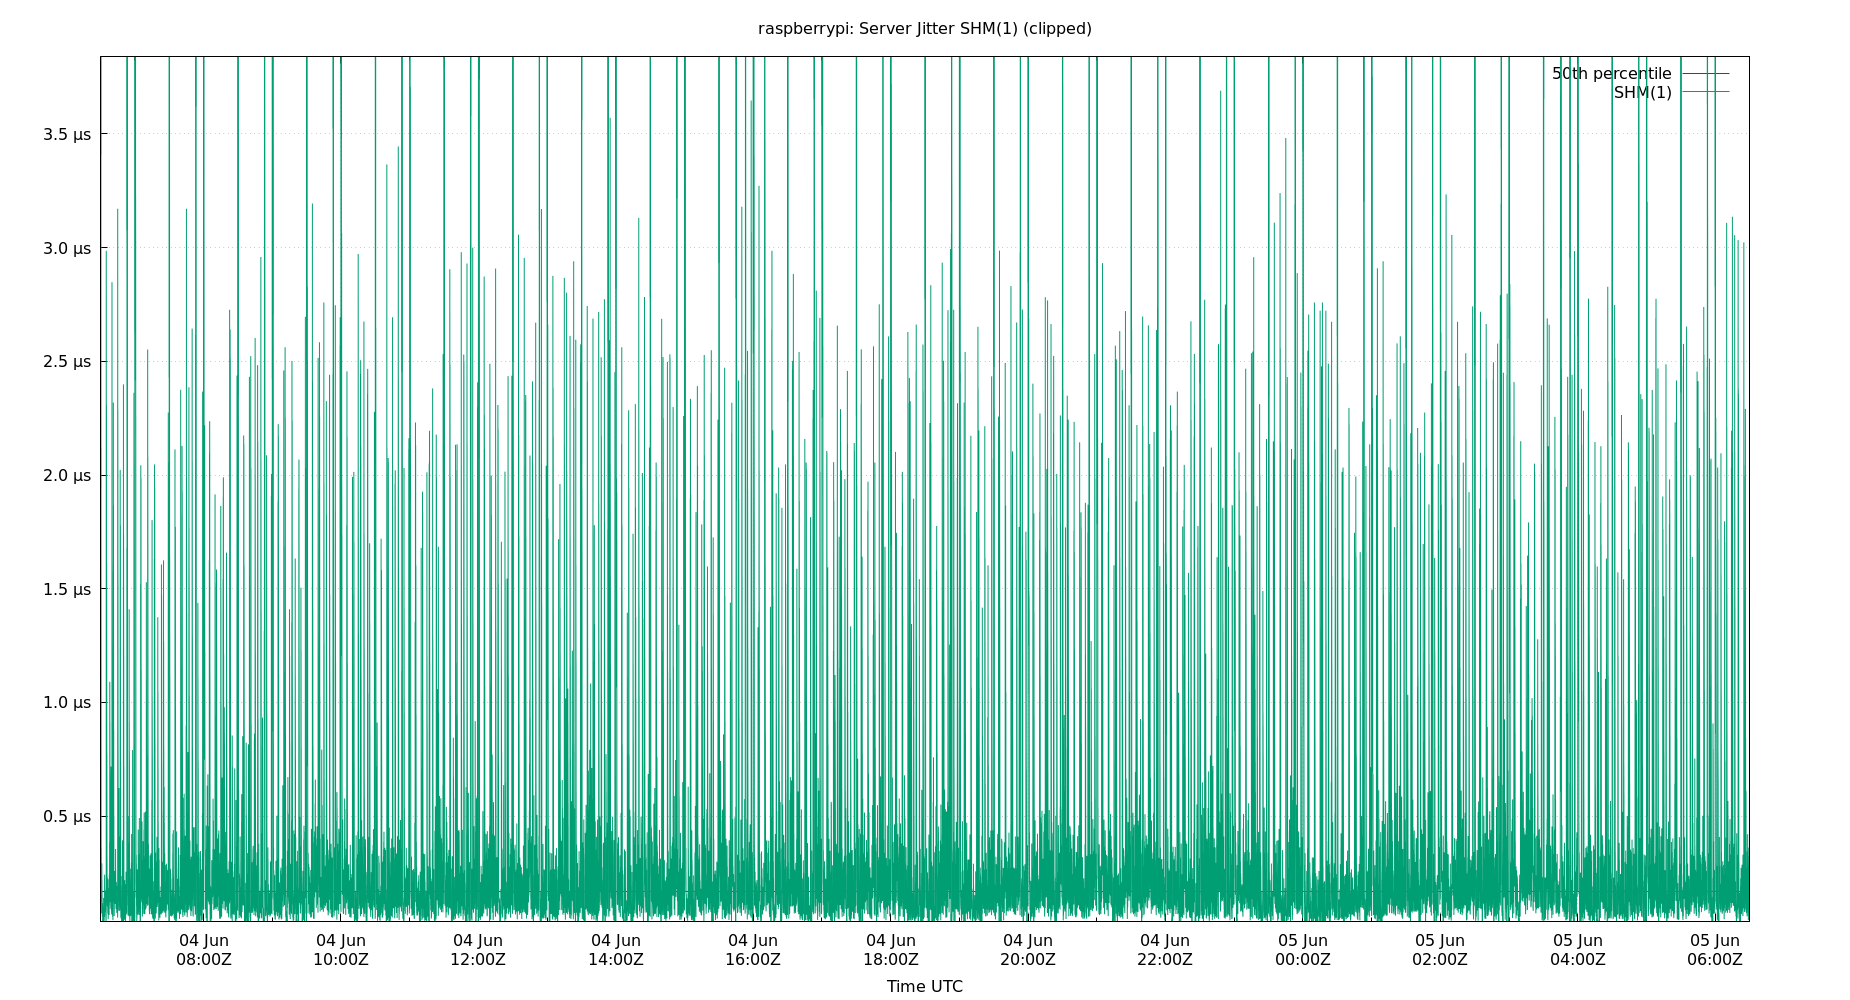 raspberrypi: Server Jitter SHM(1) (clipped)
50th percentile
SHM(1)
3.5 µs
3.0 µs
2.5 µs
2.0 µs
1.5 µs
1.0 µs
0.5 µs
04 Jun 04 Jun 04 Jun 04 Jun 04 Jun 04 Jun 04 Jun 04 Jun 05 Jun 05 Jun 05 Jun 05 Jun
08:00Z 10:00Z 12:00Z 14:00Z 16:00Z 18:00Z 20:00Z 22:00Z 00:00Z 02:00Z 04:00Z 06:00Z
Time UTC